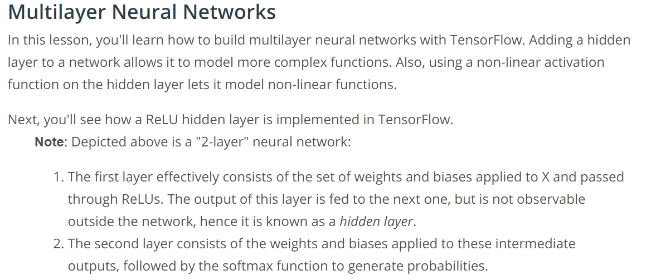 Multilayer Neural Networks
In this lesson, you'll learn how to build multilayer neural networks with TensorFlow. Adding a hidden
layer to a network allows it to model more complex functions. Also, using a non-linear activation
function on the hidden layer lets it model non-linear functions.
Next, you'll see how a ReLU hidden layer is implemented in TensorFlow.
Note: Depicted above is a "2-layer" neural network:
1. The first layer effectively consists of the set of weights and biases applied to X and passed
through ReLUs. The output of this layer is fed to the next one, but is not observable
outside the network, hence it is known as a hidden layer.
2. The second layer consists of the weights and biases applied to these intermediate
outputs, followed by the softmax function to generate probabilities.